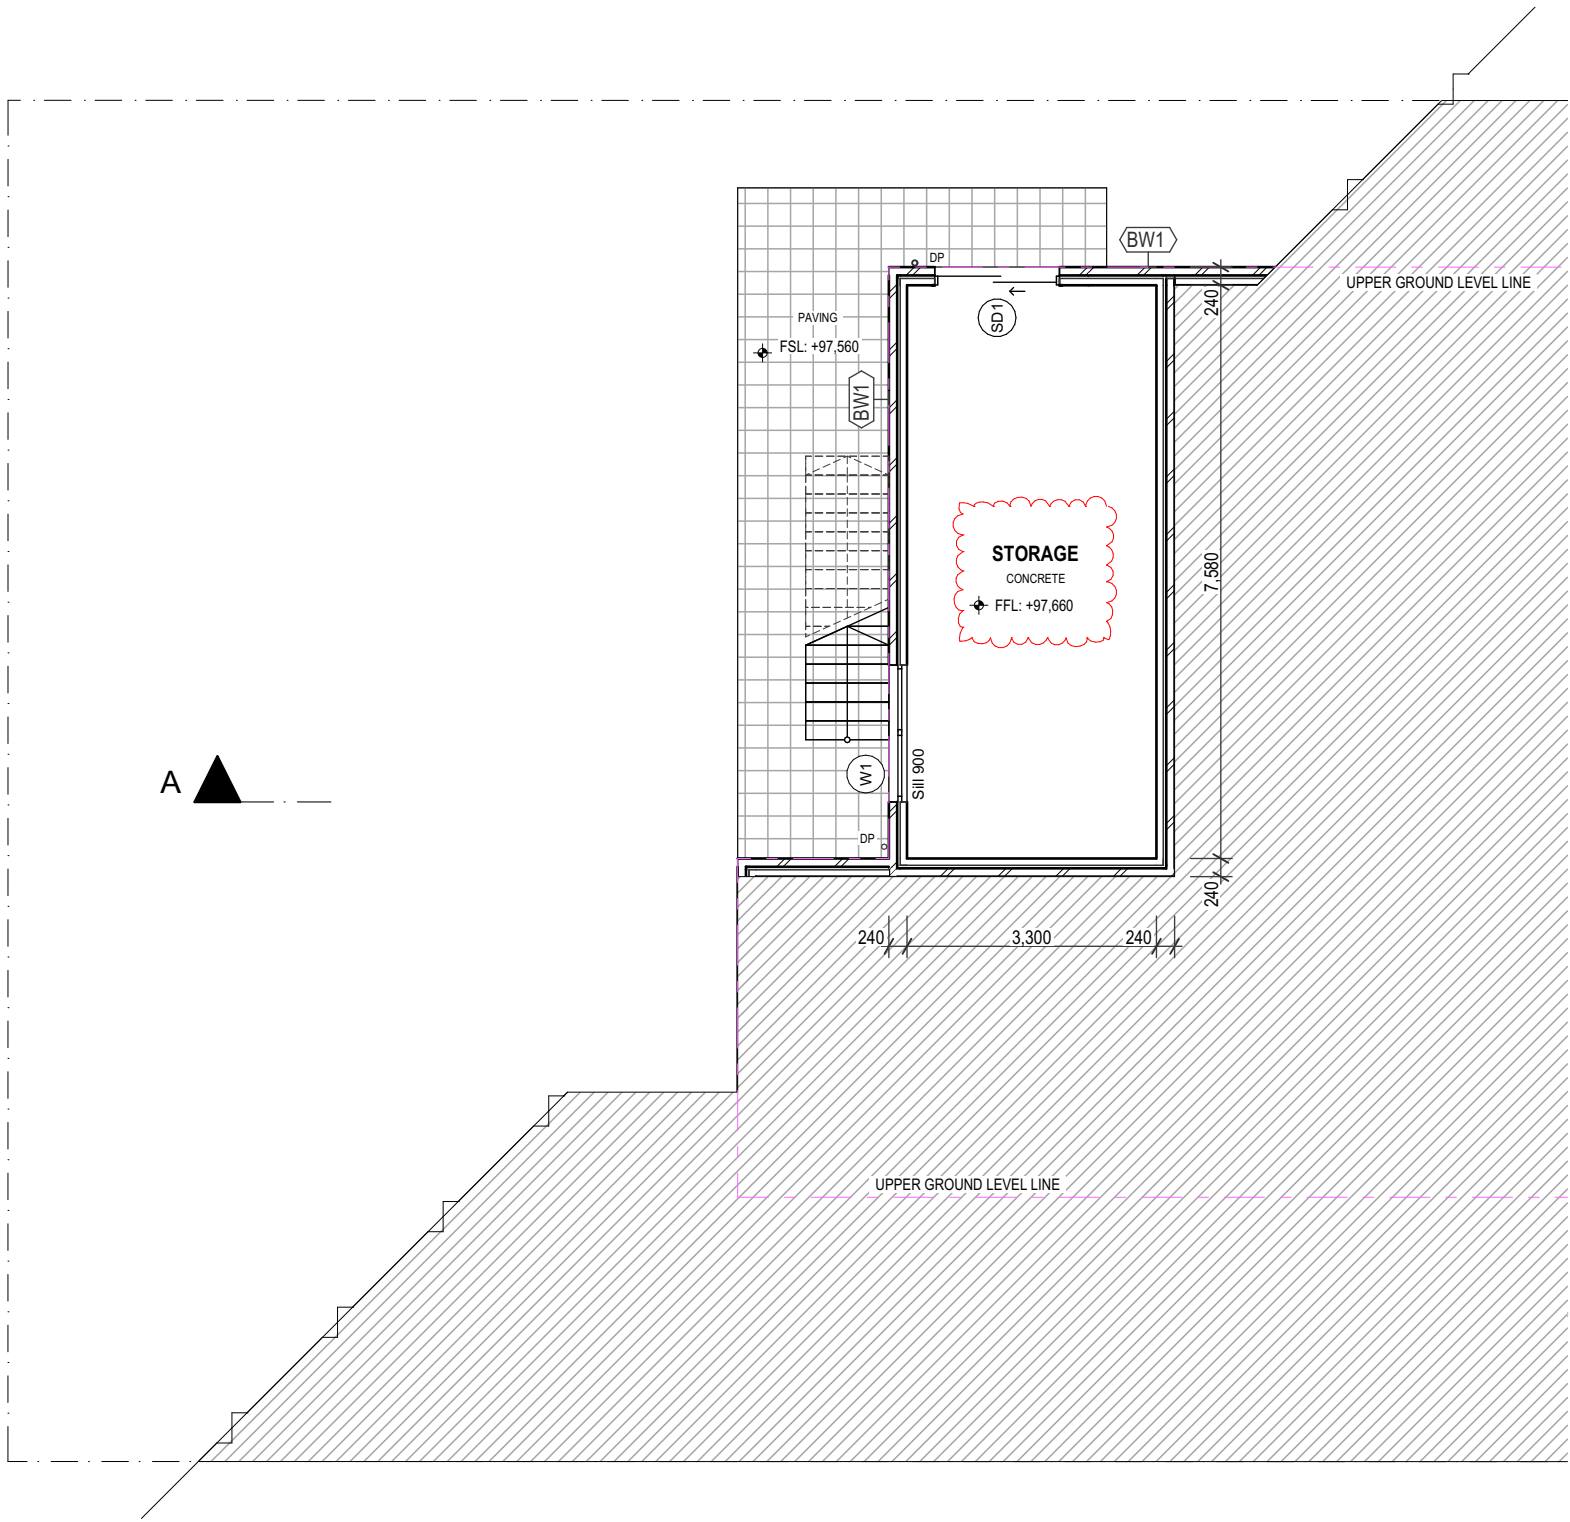 BW1
DP
UPPER GROUND LEVEL LINE
240
SD1
PAVING
FSL: +97,560
BW1
STORAGE
CONCRETE
FFL: +97,660
7,580
A
W1
Sill 900
DP
240
240
3,300
240
UPPER GROUND LEVEL LINE